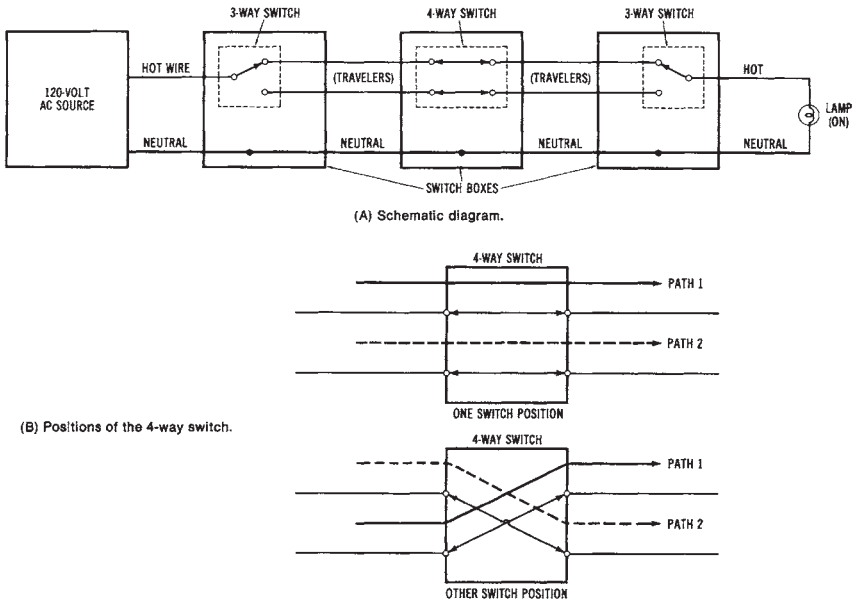 3-WAY SWITCH
4-WAY SWITCH
3-WAY SWITCH
120-VOLT
AC SOURCE
HOT WIRE
(TRAVELERS)
(TRAVELERS)
HOT
LAMP
(ON)
NEUTRAL
NEUTRAL
NEUTRAL
NEUTRAL
SWITCH BOXES
(A) Schematic diagram.
4-WAY SWITCH
PATH 1
PATH 2
ONE SWITCH POSITION
(B) Positions of the 4-way switch.
4-WAY SWITCH
PATH 1
PATH 2
OTHER SWITCH POSITION